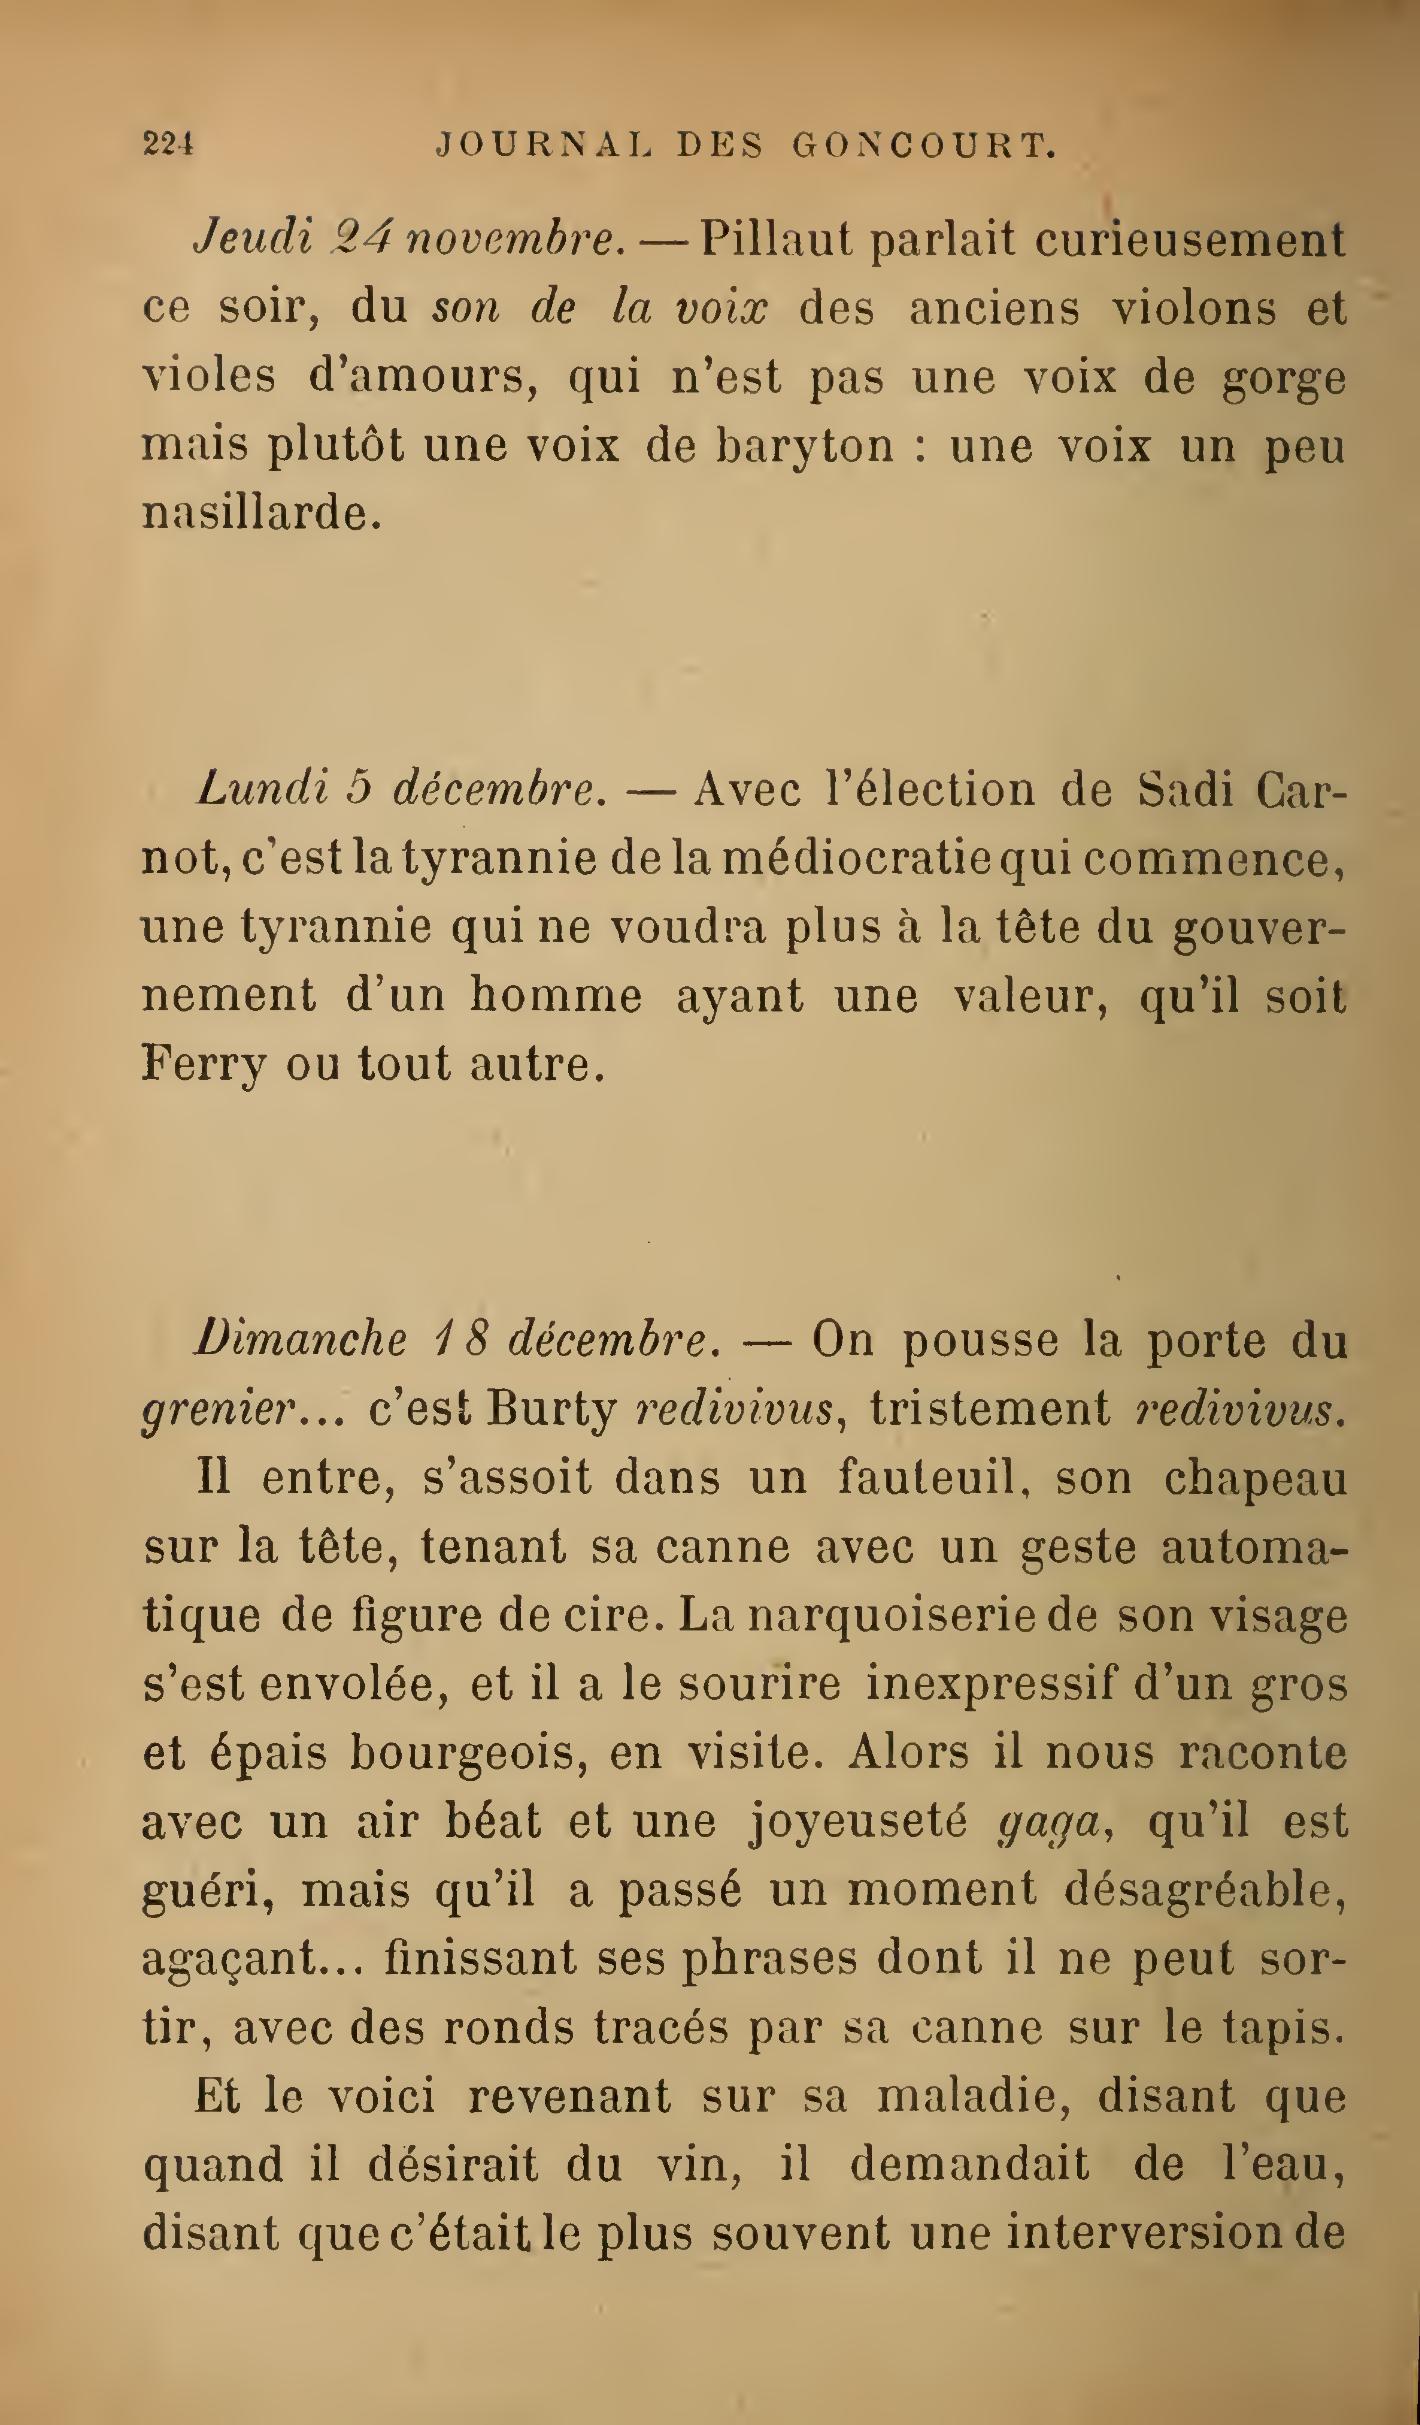 224 JOURNAL DES GONCOURT.
Jeudi 24 novembre. — Pillaut parlait curieusement
ce soir, du son de la voix des anciens violons et
violes d'amours, qui n'est pas une voix de gorge
mais plutôt une voix de baryton : une voix un peu
nasillarde.
Lundi 5 décembre. — Avec l'élection de Sadi Car-
not, c'est la tyrannie de la médiocratie qui commence,
une tyrannie qui ne voudra plus à la tête du gouver-
nement d'un homme ayant une valeur, qu'il soit
Ferry ou tout autre.
Dimanche 18 décembre. — On pousse la porte du
grenier... c'est Burty redivivus, tristement redivivus.
Il entre, s'assoit dans un fauteuil, son chapeau
sur la tête, tenant sa canne avec un geste automa-
tique de figure de cire. La narquoiserie de son visage
s'est envolée, et il a le sourire inexpressif d'un gros
et épais bourgeois, en visite. Alors il nous raconte
avec un air béat et une joyeuseté gaga, qu'il est
guéri, mais qu'il a passé un moment désagréable,
agaçant... finissant ses phrases dont il ne peut sor-
tir, avec des ronds tracés par sa canne sur le tapis.
Et le voici revenant sur sa maladie, disant que
quand il désirait du vin, il demandait de l'eau,
disant que c'était le plus souvent une interversion de